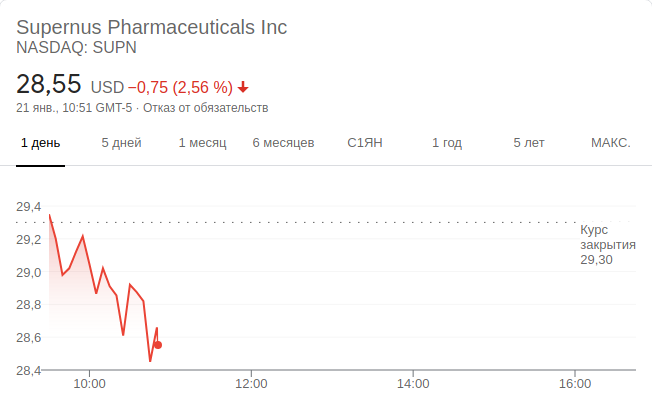 Supernus Pharmaceuticals Inc
NASDAQ: SUPN
28,55 USD −0,75 (2,56 %)
21 янв., 10:51 GMT-5 · Отказ от обязательств
1 день 5 дней 1 месяц 6 месяцев С1ЯН 1 год 5 лет МАКС.
29,4
Курс
закрытия
29,30
29,2
29,0
28,8
28,6
28,4
10:00 12:00 14:00 16:00